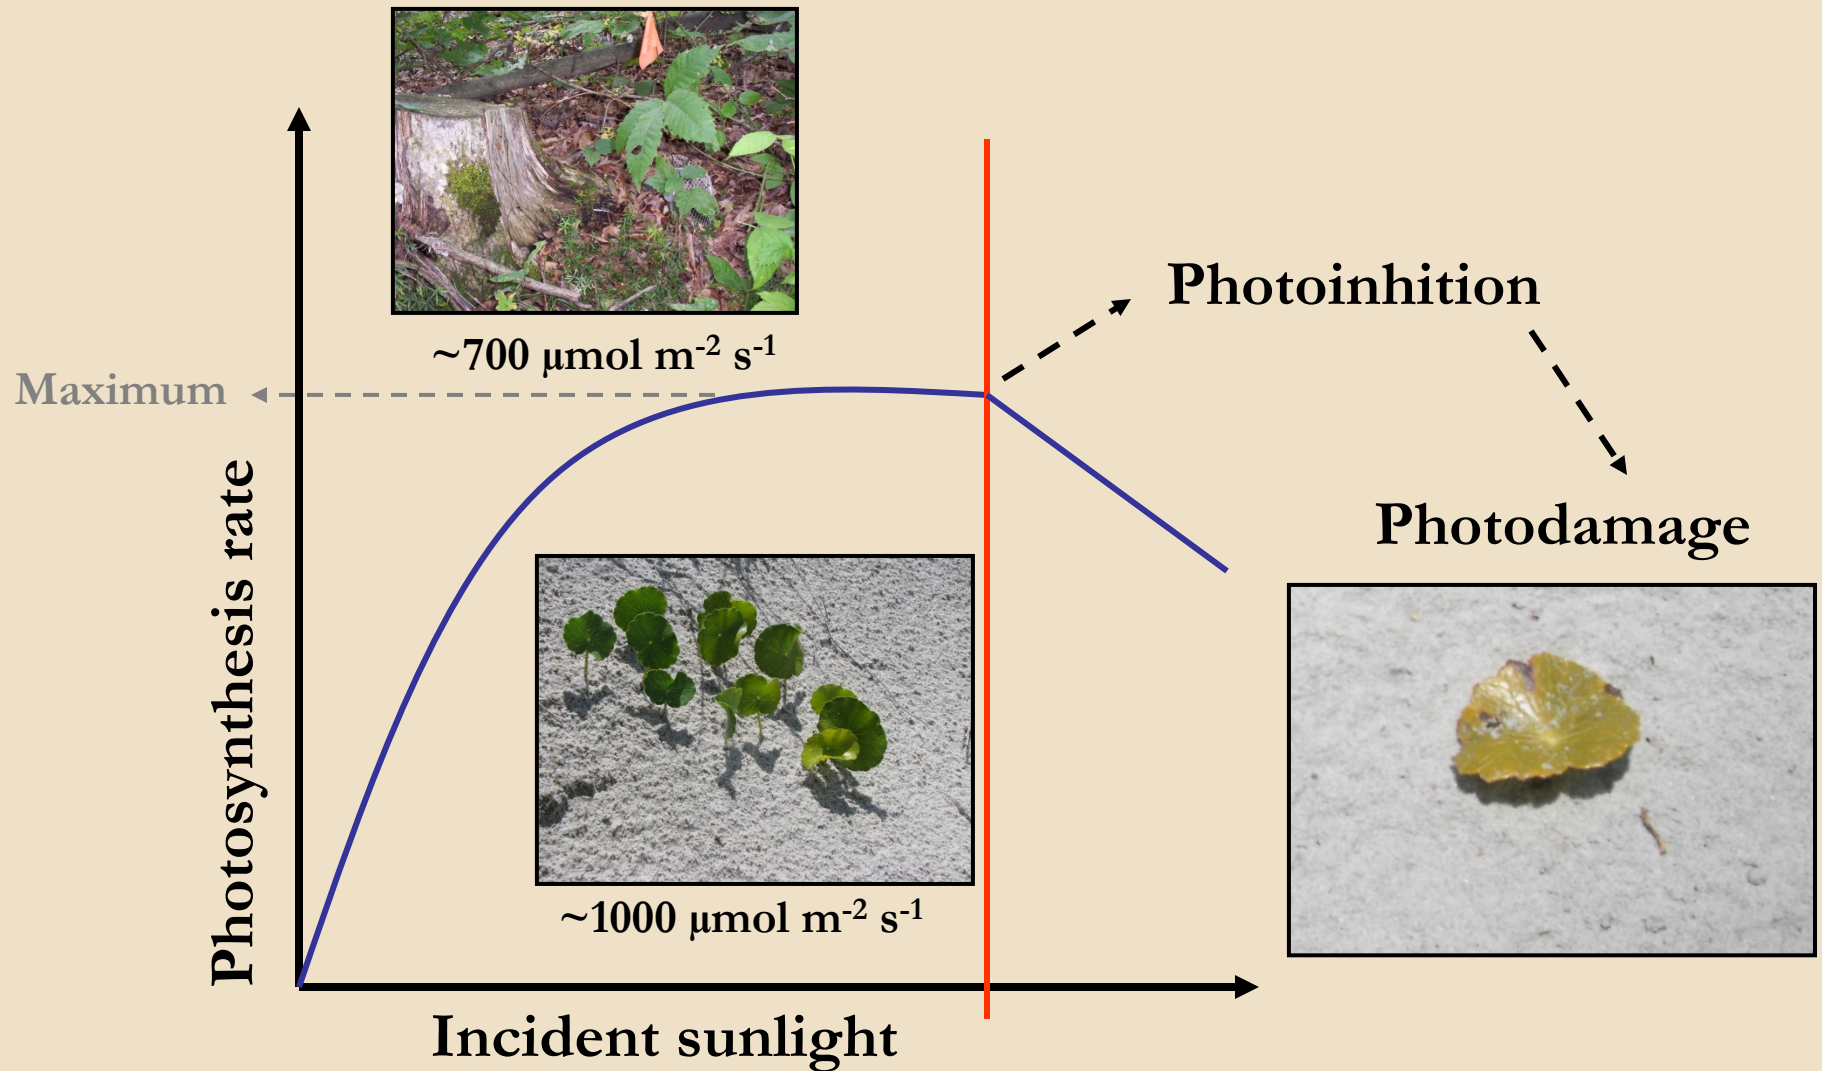 ~700 µmol m-2 s-1
Maximum
Photoinhition
Photosynthesis rate
Photodamage
~1000 µmol m-2 s-1
Incident sunlight